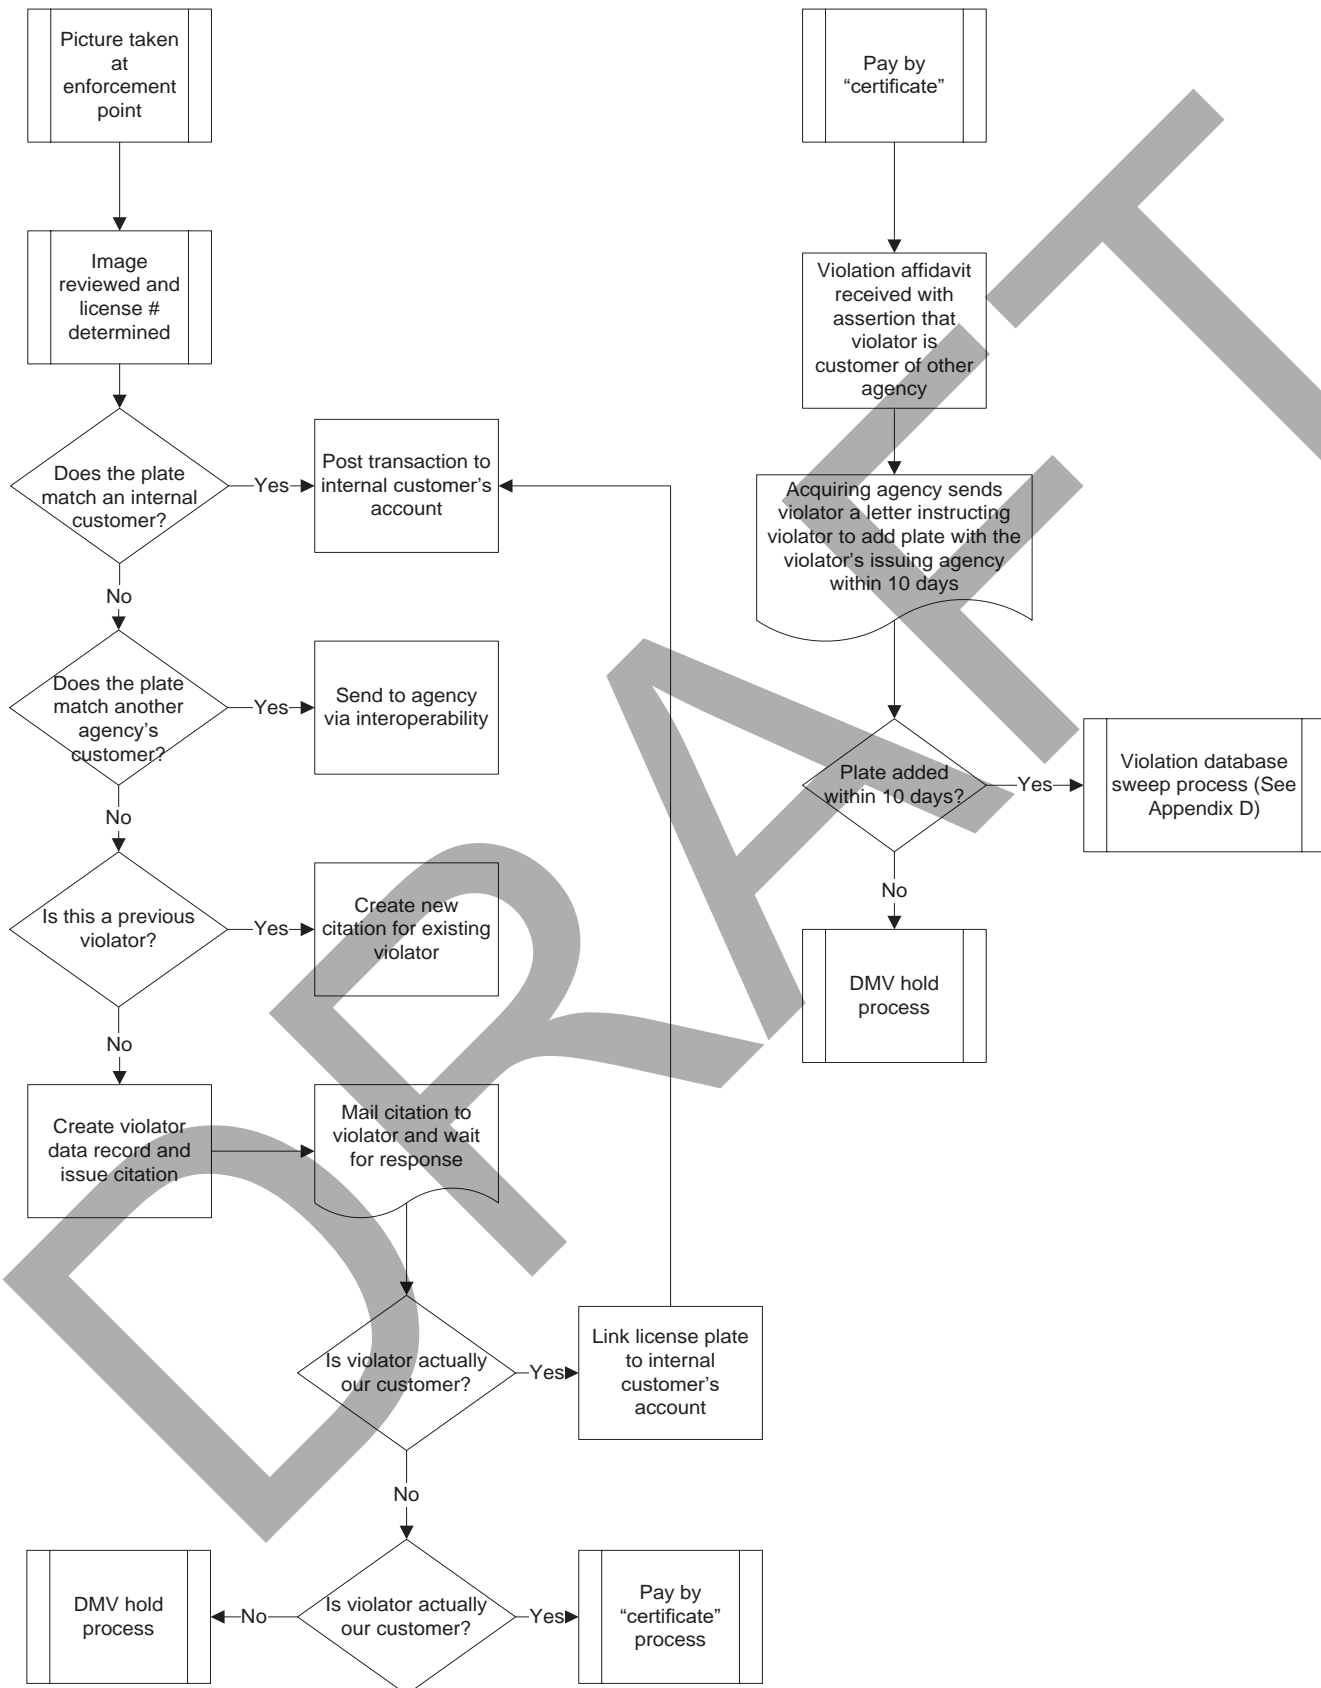 Picture taken
at
enforcement
point
Image
reviewed and
license #
determined
Does the plate
match an internal
customer?
Yes
Post transaction to
internal customer's
account
No
Does the plate
match another
agency's
customer?
Yes
Send to agency
via interoperability
No
Is this a previous
violator?
Yes
Create new
citation for existing
violator
No
Create violator
data record and
issue citation
Mail citation to
violator and wait
for response
Is violator actually
our customer?
Yes
Link license plate
to internal
customer's
account
No
Is violator actually
our customer?
No
DMV hold
process
Yes
Pay by
“certificate”
process
Pay by
“certificate”
Violation affidavit
received with
assertion that
violator is
customer of other
agency
Acquiring agency sends
violator a letter instructing
violator to add plate with the
violator's issuing agency
within 10 days
Plate added
within 10 days?
Yes
Violation database
sweep process (See
Appendix D)
No
DMV hold
process
DRAFT